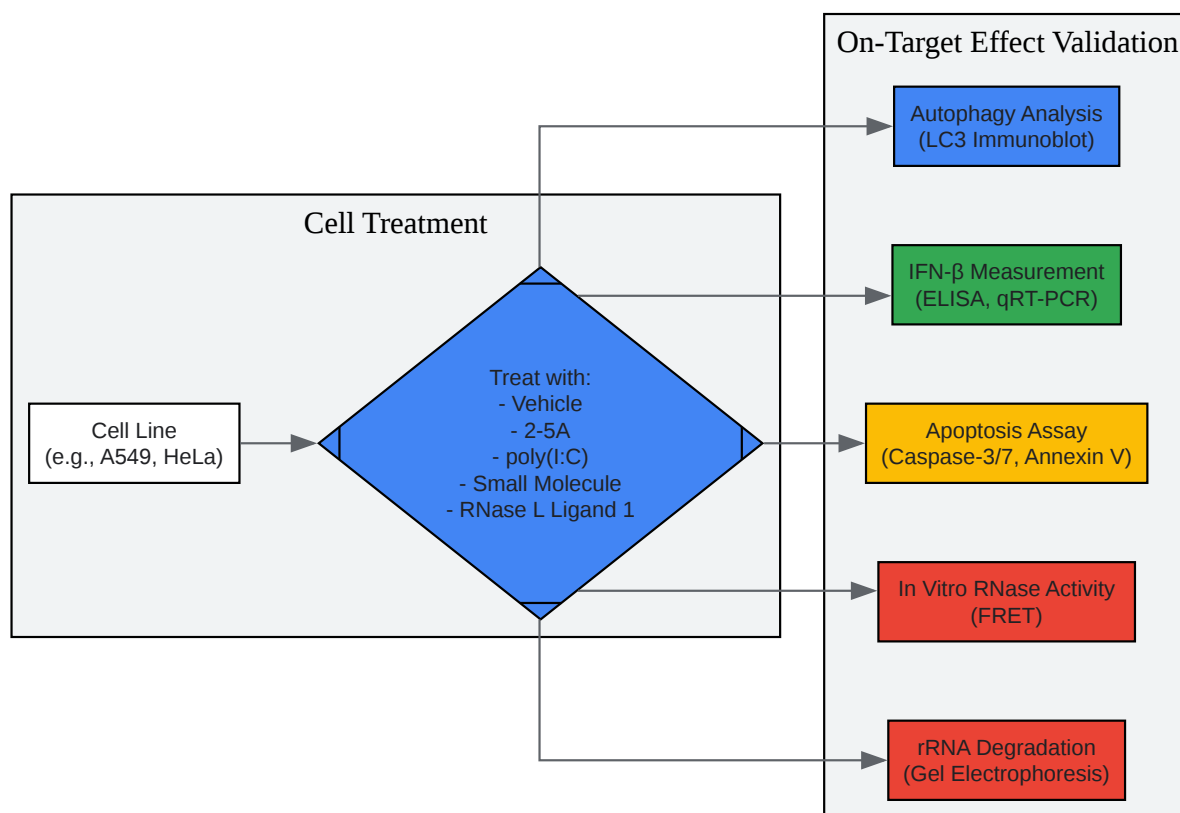 Cell Treatment
Cell Line
(e.g., A549, HeLa)
Treat with:
- Vehicle
- 2-5A
- poly(I:C)
- Small Molecule
- RNase L Ligand 1
On-Target Effect Validation
Autophagy Analysis
(LC3 Immunoblot)
IFN-β Measurement
(ELISA, qRT-PCR)
Apoptosis Assay
(Caspase-3/7, Annexin V)
In Vitro RNase Activity
(FRET)
rRNA Degradation
(Gel Electrophoresis)